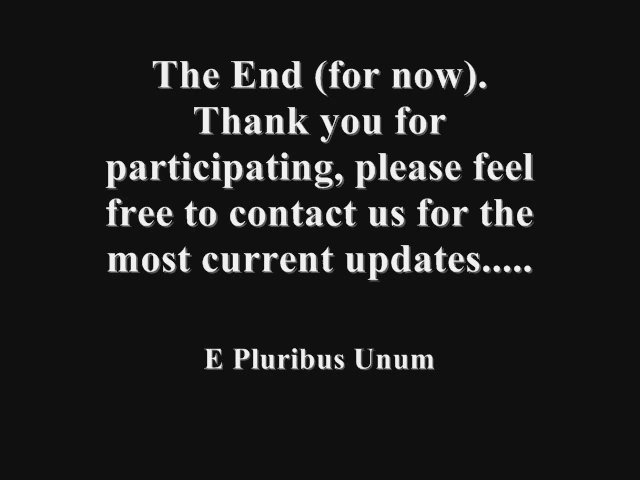 The End (for now).
Thank you for
participating, please feel
free to contact us for the
most current updates.....
E Pluribus Unum